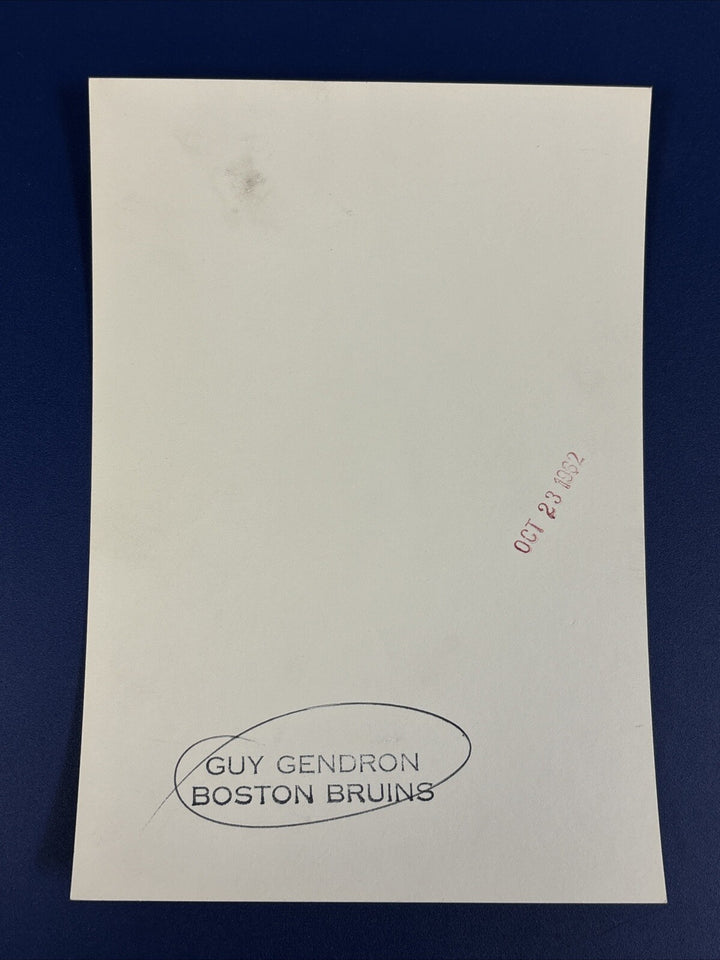 OCT 23 1962
GUY GENDRON
BOSTON BRUINS